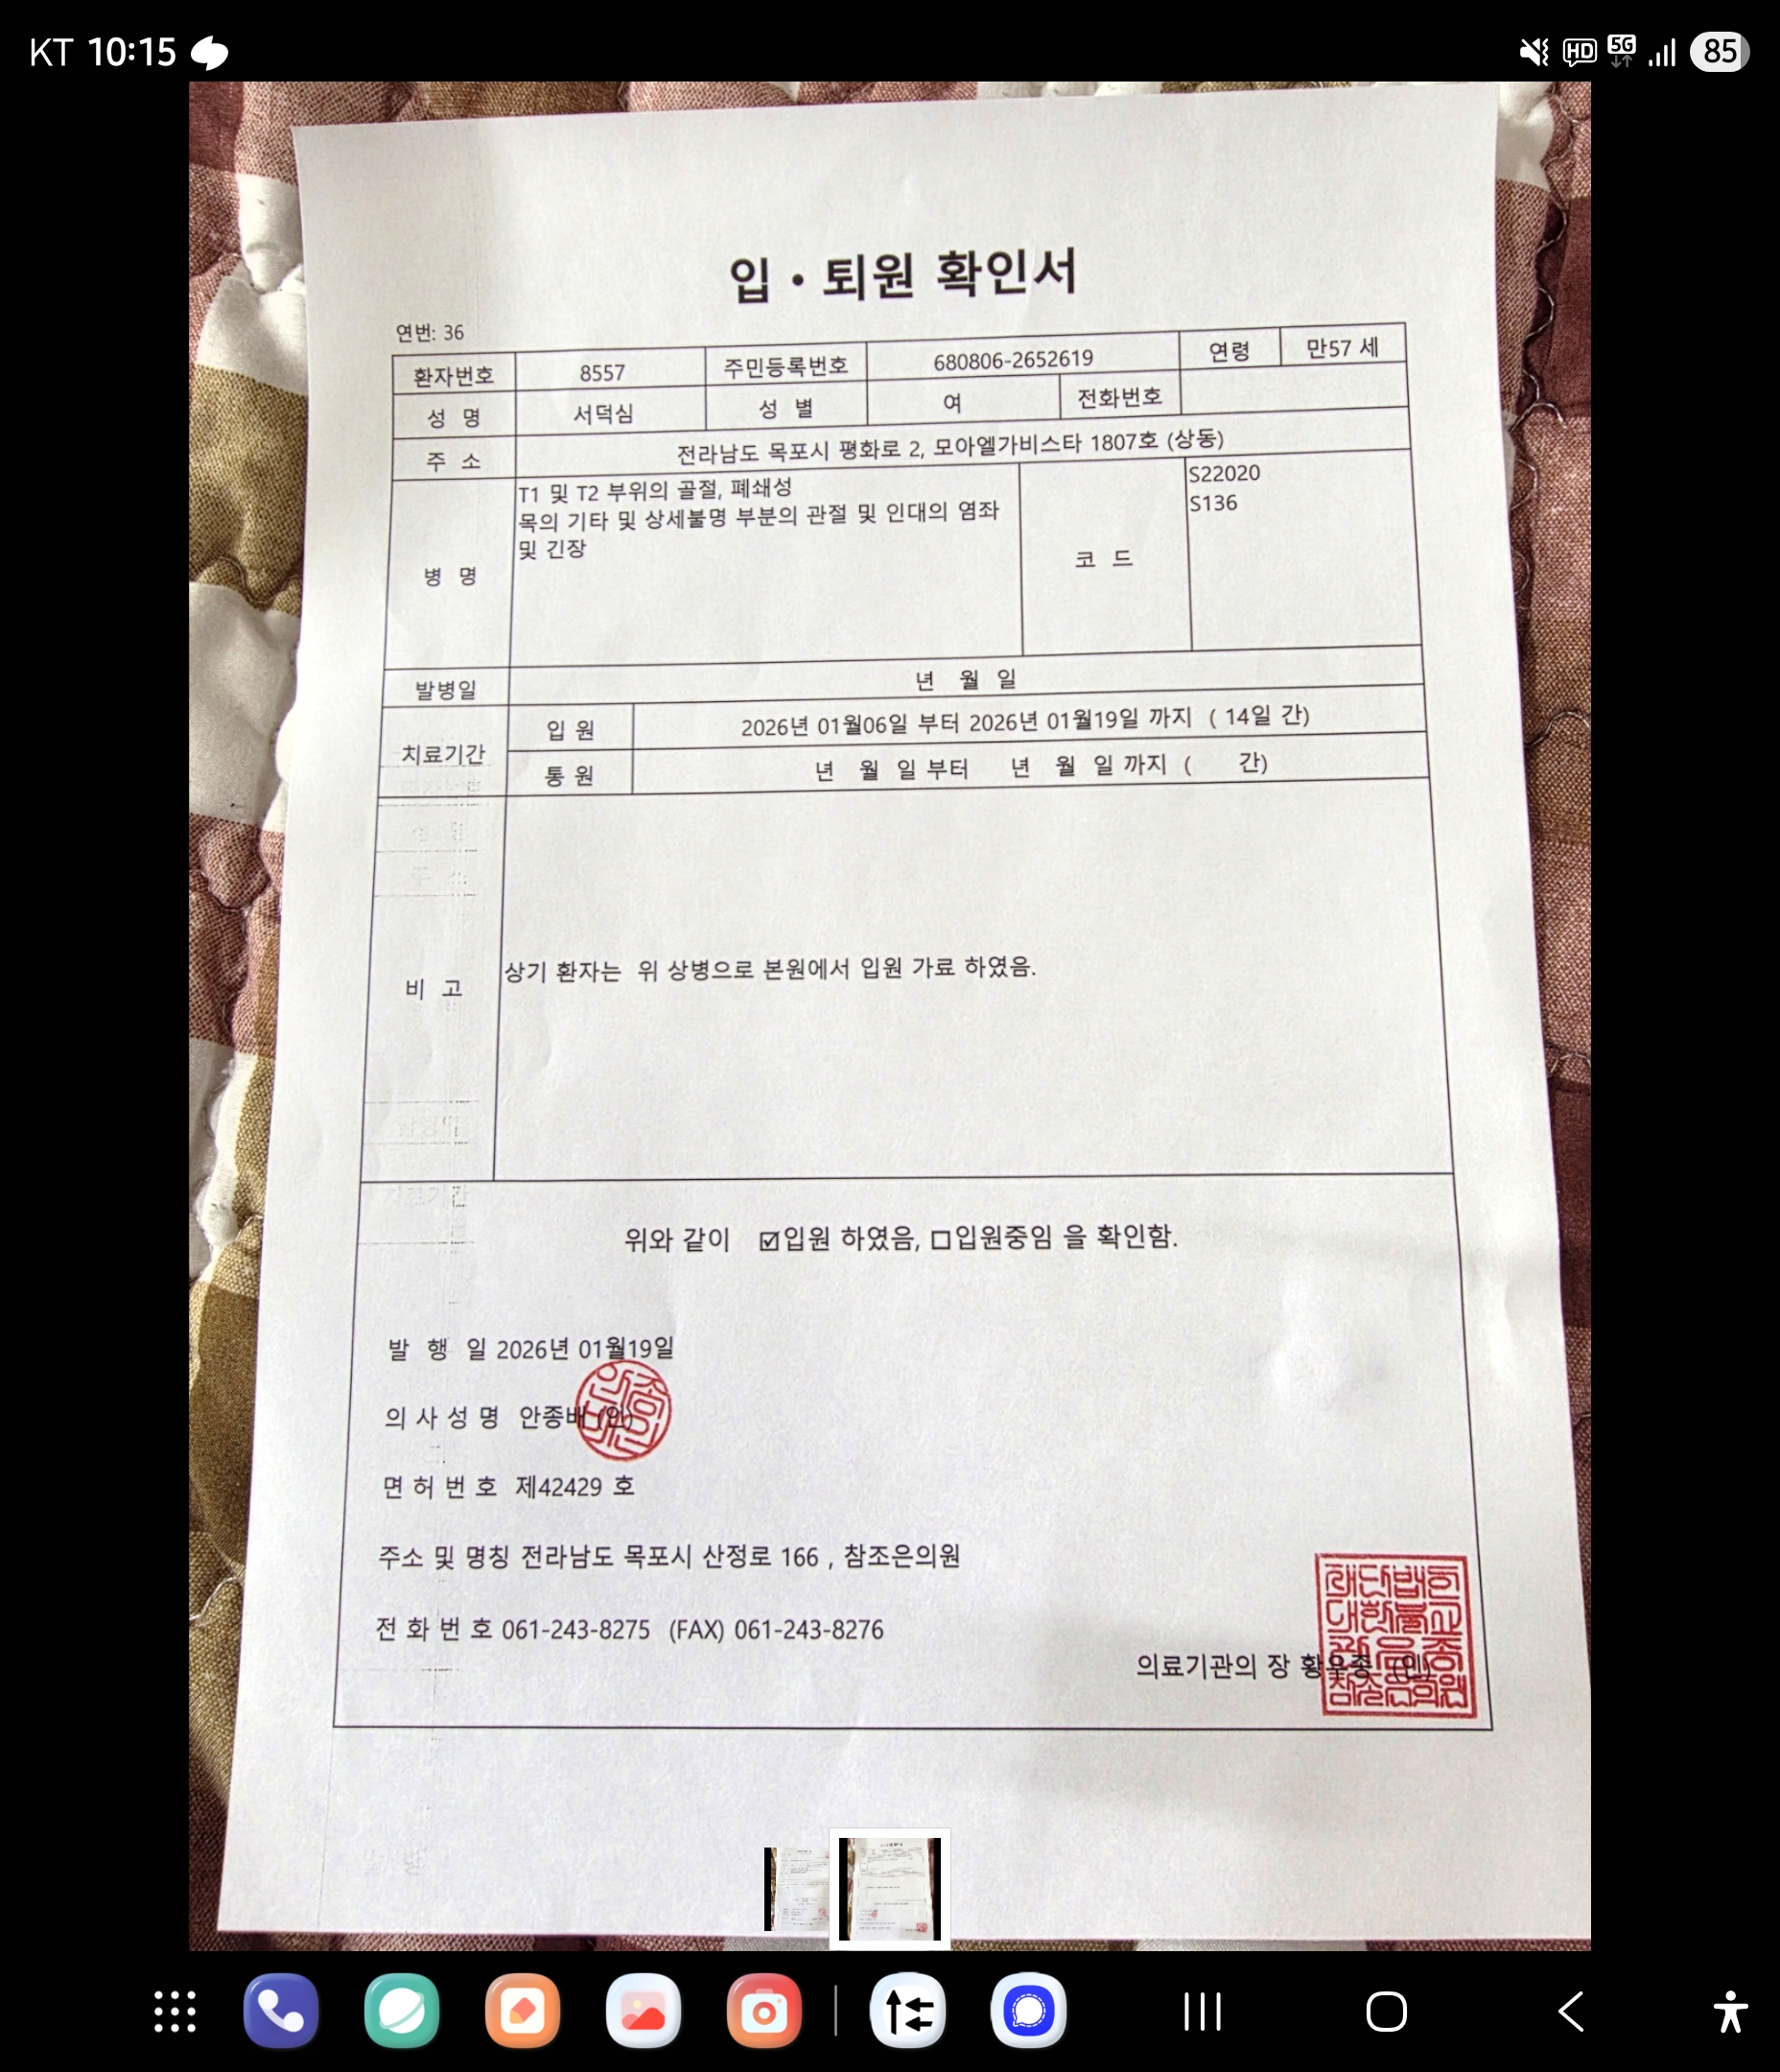 KT 10:15
HD 5G 85
입 • 퇴원 확인서
연번: 36
환자번호 8557 주민등록번호 680806-2652619 연령 만57 세
성 명 서덕심 성 별 여 전화번호
주 소 전라남도 목포시 평화로 2, 모아엘가비스타 1807호 (상동)
병 명
T1 및 T2 부위의 골절, 폐쇄성
목의 기타 및 상세불명 부분의 관절 및 인대의 염좌
및 긴장
코 드
S22020
S136
발병일 년 월 일
치료기간
입 원 2026년 01월06일 부터 2026년 01월19일 까지 ( 14일 간)
통 원 년 월 일 부터 년 월 일 까지 ( 간)
비 고 상기 환자는 위 상병으로 본원에서 입원 가료 하였음.
위와 같이 ☑입원 하였음, □입원중임 을 확인함.
발 행 일 2026년 01월19일
의 사 성 명 안종배 (인)
면 허 번 호 제42429 호
주소 및 명칭 전라남도 목포시 산정로 166 , 참조은의원
전 화 번 호 061-243-8275 (FAX) 061-243-8276
의료기관의 장 황우종 (인)